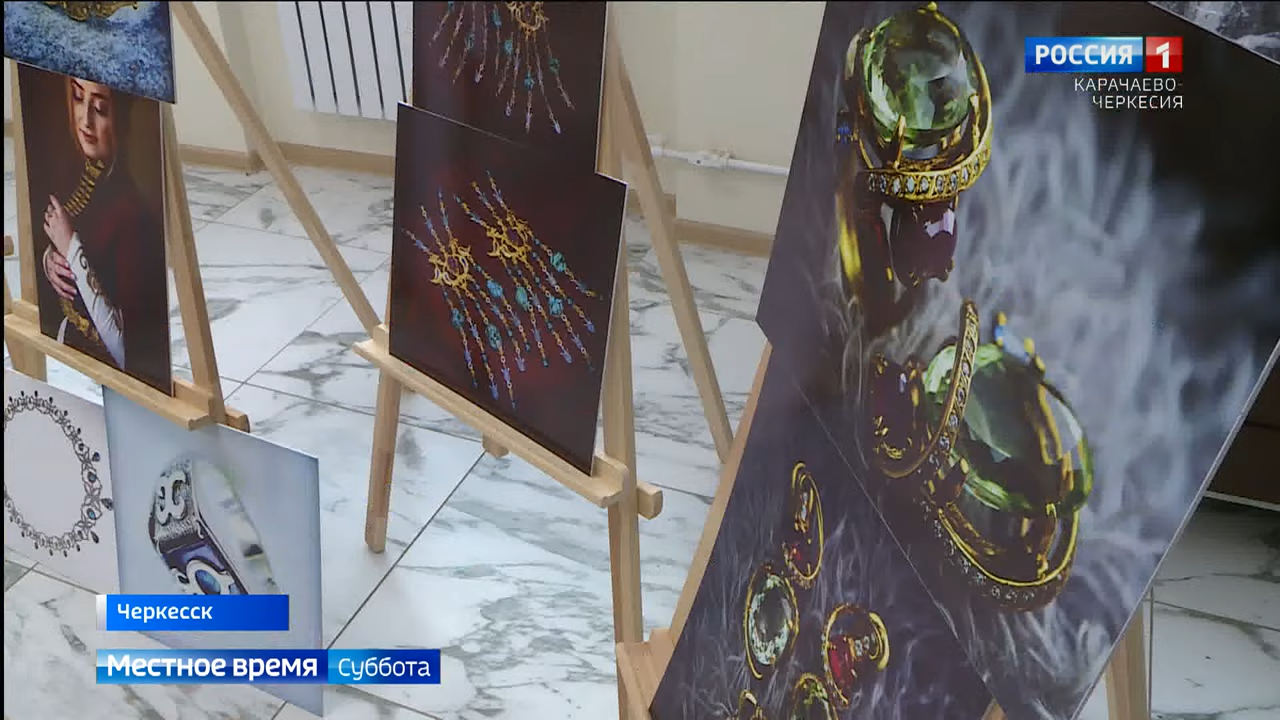 РОССИЯ 1
КАРАЧАЕВО-
ЧЕРКЕСИЯ
Черкесск
Местное время Суббота